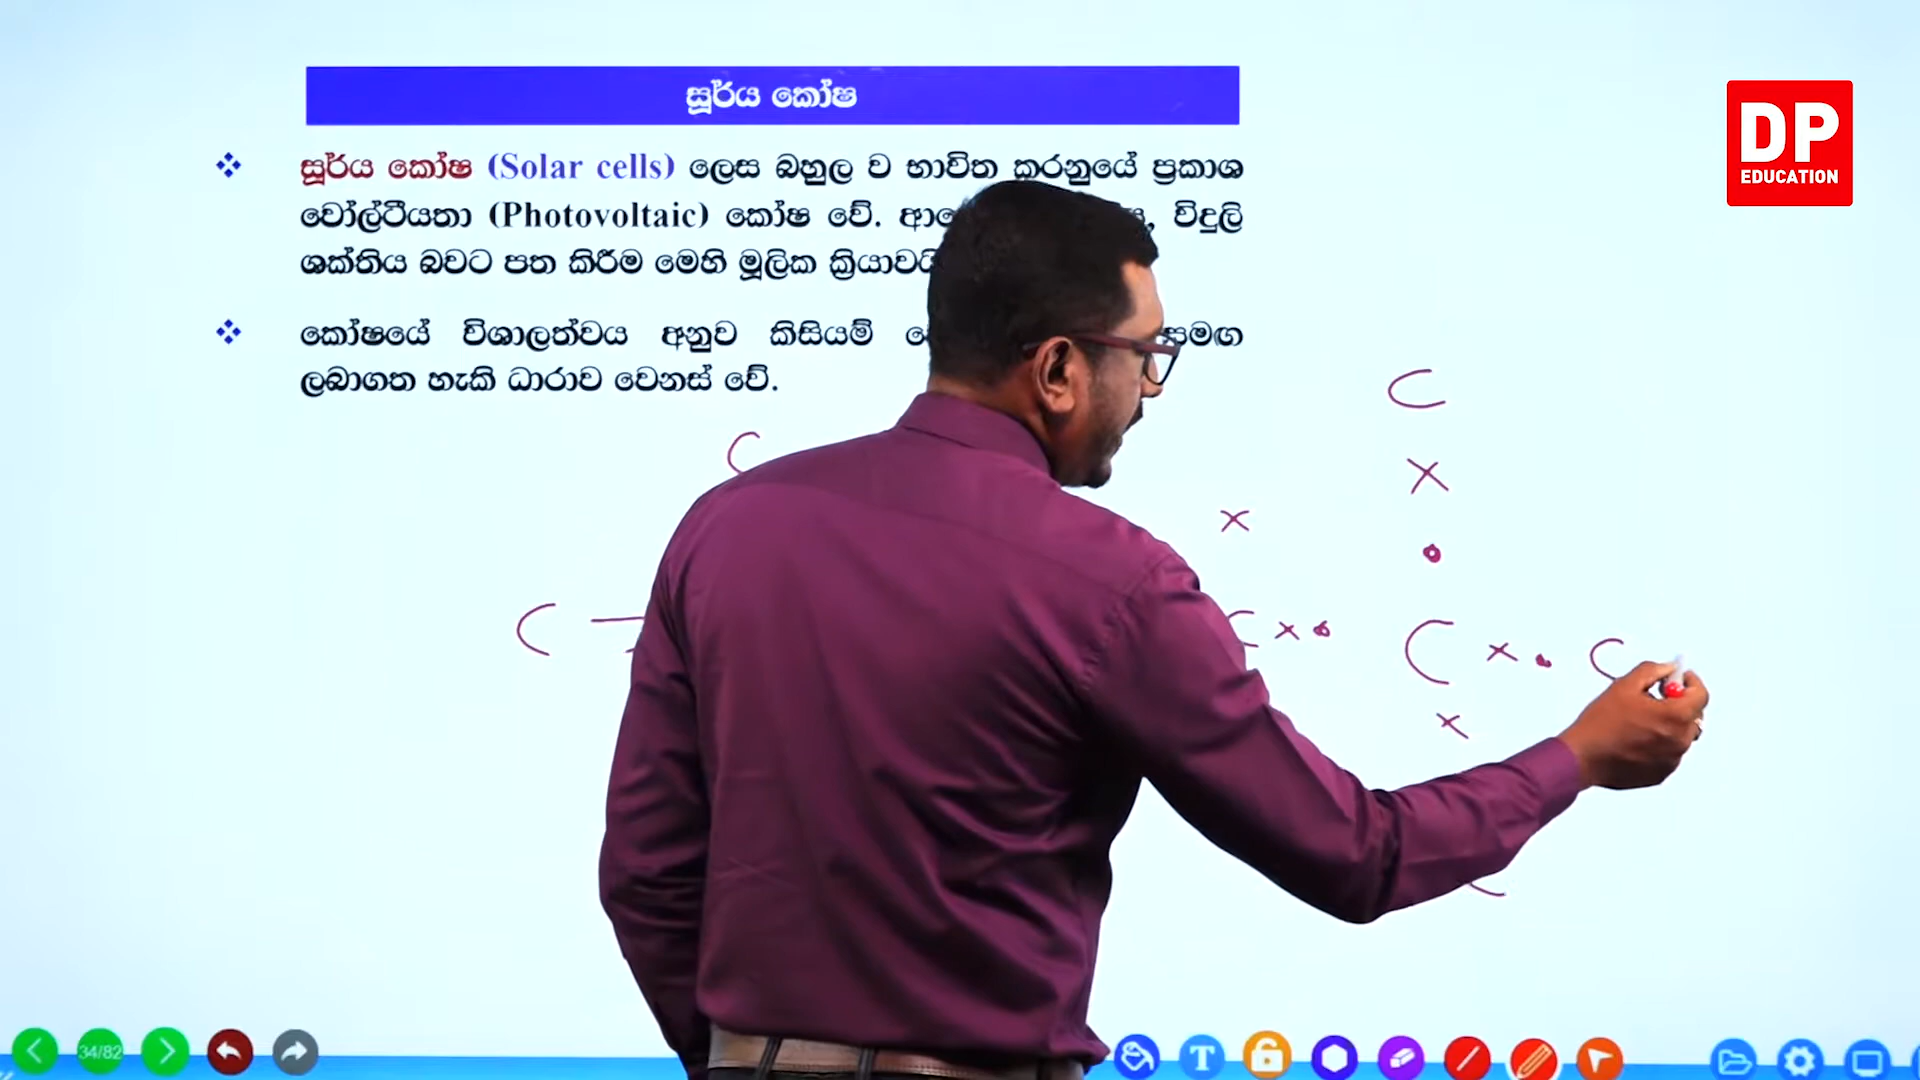 සූර්ය කෝෂ
DP
EDUCATION
❖ සූර්ය කෝෂ (Solar cells) ලෙස බහුල ව භාවිත කරනුයේ ප්‍රකාශ
වෝල්ටීයතා (Photovoltaic) කෝෂ වේ. විදුලි
ශක්තිය බවට පත කිරීම මෙහි මූලික
❖ කෝෂයේ විශාලත්වය අනුව කිසියම් සමඟ
ලබාගත හැකි ධාරාව වෙනස් වේ.
C
C
x
x
C
C x C x C
x
34/82
T